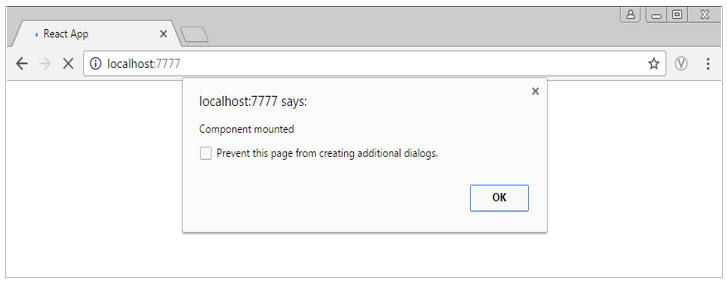 React App
localhost:7777
localhost:7777 says:
Component mounted
Prevent this page from creating additional dialogs.
OK